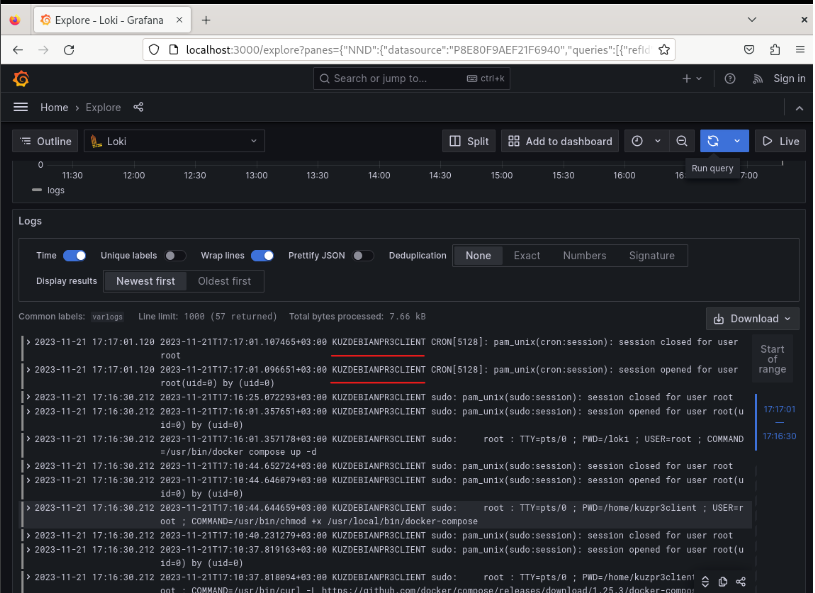 Explore - Loki - Grafana
localhost:3000/explore?panes={"NND":{"datasource":"P8E80F9AEF21F6940","queries":[{"refId
Search or jump to... ctrl+k Sign in
Home › Explore
Outline Loki Split Add to dashboard Live
Run query
0
11:30 12:00 12:30 13:00 13:30 14:00 14:30 15:00 15:30 16:00 16:30 17:00
logs
Logs
Time Unique labels Wrap lines Prettify JSON Deduplication None Exact Numbers Signature
Display results Newest first Oldest first
Common labels: varlogs Line limit: 1000 (57 returned) Total bytes processed: 7.66 kB
Download
2023-11-21 17:17:01.120 2023-11-21T17:17:01.107465+03:00 KUZDEBIANPR3CLIENT CRON[5128]: pam_unix(cron:session): session closed for user
root
2023-11-21 17:17:01.120 2023-11-21T17:17:01.096651+03:00 KUZDEBIANPR3CLIENT CRON[5128]: pam_unix(cron:session): session opened for user
root(uid=0) by (uid=0)
2023-11-21 17:16:30.212 2023-11-21T17:16:25.072293+03:00 KUZDEBIANPR3CLIENT sudo: pam_unix(sudo:session): session closed for user root
2023-11-21 17:16:30.212 2023-11-21T17:16:01.357651+03:00 KUZDEBIANPR3CLIENT sudo: pam_unix(sudo:session): session opened for user root(u
id=0) by (uid=0)
2023-11-21 17:16:30.212 2023-11-21T17:16:01.357178+03:00 KUZDEBIANPR3CLIENT sudo: root : TTY=pts/0 ; PWD=/loki ; USER=root ; COMMAND
=/usr/bin/docker compose up -d
2023-11-21 17:16:30.212 2023-11-21T17:10:44.652724+03:00 KUZDEBIANPR3CLIENT sudo: pam_unix(sudo:session): session closed for user root
2023-11-21 17:16:30.212 2023-11-21T17:10:44.646079+03:00 KUZDEBIANPR3CLIENT sudo: pam_unix(sudo:session): session opened for user root(u
id=0) by (uid=0)
2023-11-21 17:16:30.212 2023-11-21T17:10:44.644659+03:00 KUZDEBIANPR3CLIENT sudo: root : TTY=pts/0 ; PWD=/home/kuzpr3client ; USER=r
oot ; COMMAND=/usr/bin/chmod +x /usr/local/bin/docker-compose
2023-11-21 17:16:30.212 2023-11-21T17:10:40.231279+03:00 KUZDEBIANPR3CLIENT sudo: pam_unix(sudo:session): session closed for user root
2023-11-21 17:16:30.212 2023-11-21T17:10:37.819163+03:00 KUZDEBIANPR3CLIENT sudo: pam_unix(sudo:session): session opened for user root(u
id=0) by (uid=0)
2023-11-21 17:16:30.212 2023-11-21T17:10:37.818094+03:00 KUZDEBIANPR3CLIENT sudo: root : TTY=pts/0 ; PWD=/home/kuzpr3client
root ; COMMAND=/usr/bin/curl -L https://github.com/docker/compose/releases/download/1.25.3/docker-comp
Start
of
range
17:17:01
—
17:16:30